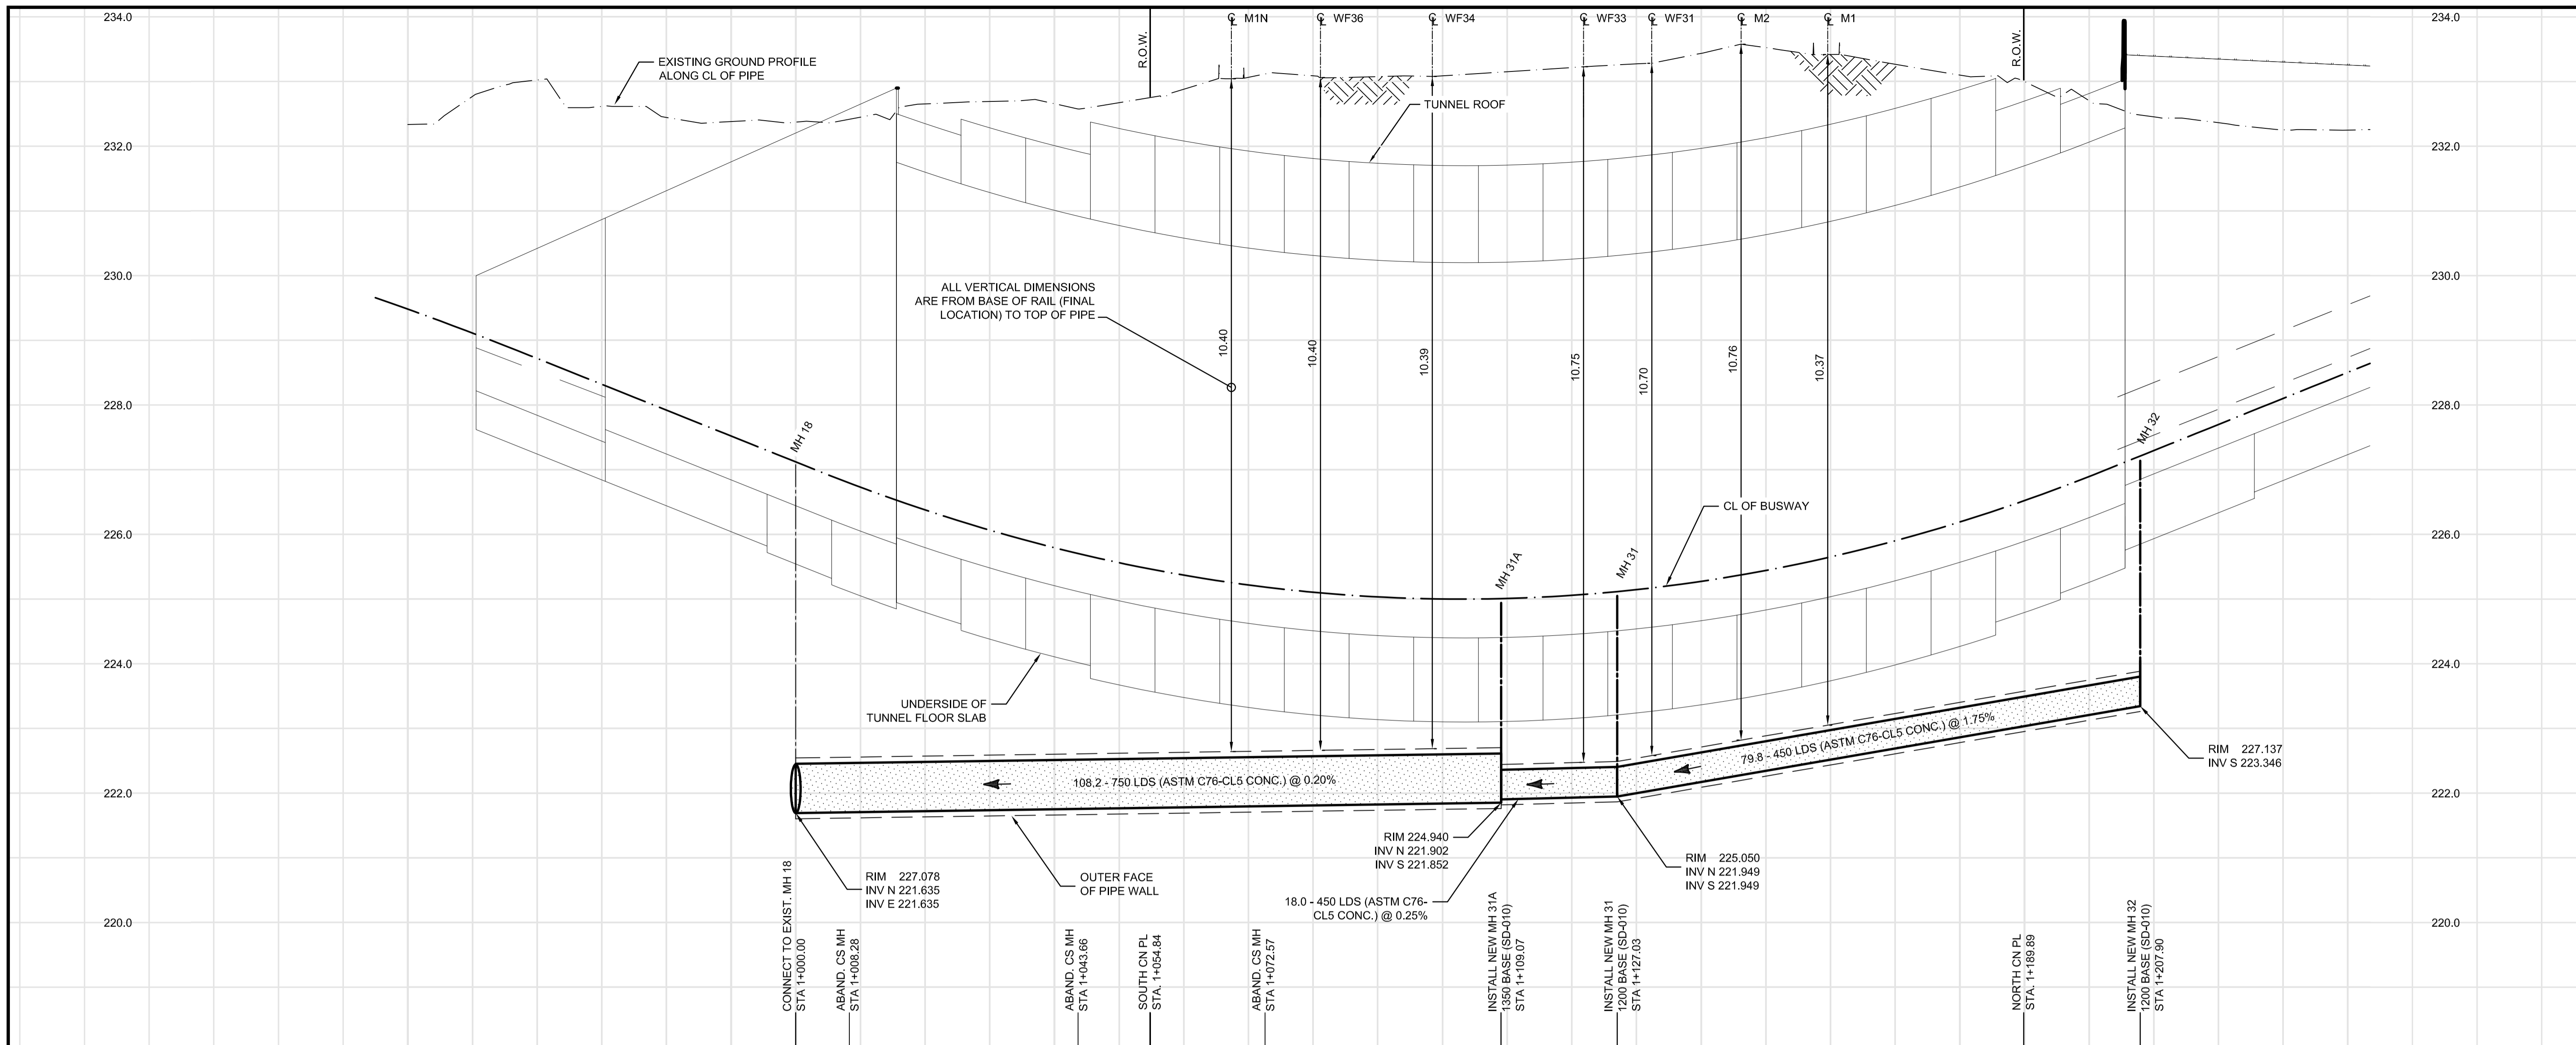 234.0
℄ M1N
℄ WF36
℄ WF34
℄ WF33
℄ WF31
℄ M2
℄ M1
234.0
R.O.W.
R.O.W.
EXISTING GROUND PROFILE
ALONG CL OF PIPE
TUNNEL ROOF
232.0
232.0
230.0
230.0
ALL VERTICAL DIMENSIONS
ARE FROM BASE OF RAIL (FINAL
LOCATION) TO TOP OF PIPE
10.40
10.40
10.39
10.75
10.70
10.76
10.37
228.0
228.0
MH 18
MH 32
CL OF BUSWAY
226.0
226.0
MH 31A
MH 31
224.0
224.0
UNDERSIDE OF
TUNNEL FLOOR SLAB
79.8 - 450 LDS (ASTM C76-CL5 CONC.) @ 1.75%
RIM 227.137
INV S 223.346
108.2 - 750 LDS (ASTM C76-CL5 CONC.) @ 0.20%
222.0
222.0
RIM 224.940
INV N 221.902
INV S 221.852
RIM 225.050
INV N 221.949
INV S 221.949
RIM 227.078
INV N 221.635
INV E 221.635
OUTER FACE
OF PIPE WALL
18.0 - 450 LDS (ASTM C76-
CL5 CONC.) @ 0.25%
220.0
220.0
CONNECT TO EXIST. MH 18
STA 1+000.00
ABAND. CS MH
STA 1+008.28
ABAND. CS MH
STA 1+043.66
SOUTH CN PL
STA. 1+054.84
ABAND. CS MH
STA 1+072.57
INSTALL NEW MH 31A
1350 BASE (SD-010)
STA 1+109.07
INSTALL NEW MH 31
1200 BASE (SD-010)
STA 1+127.03
NORTH CN PL
STA. 1+189.89
INSTALL NEW MH 32
1200 BASE (SD-010)
STA 1+207.90